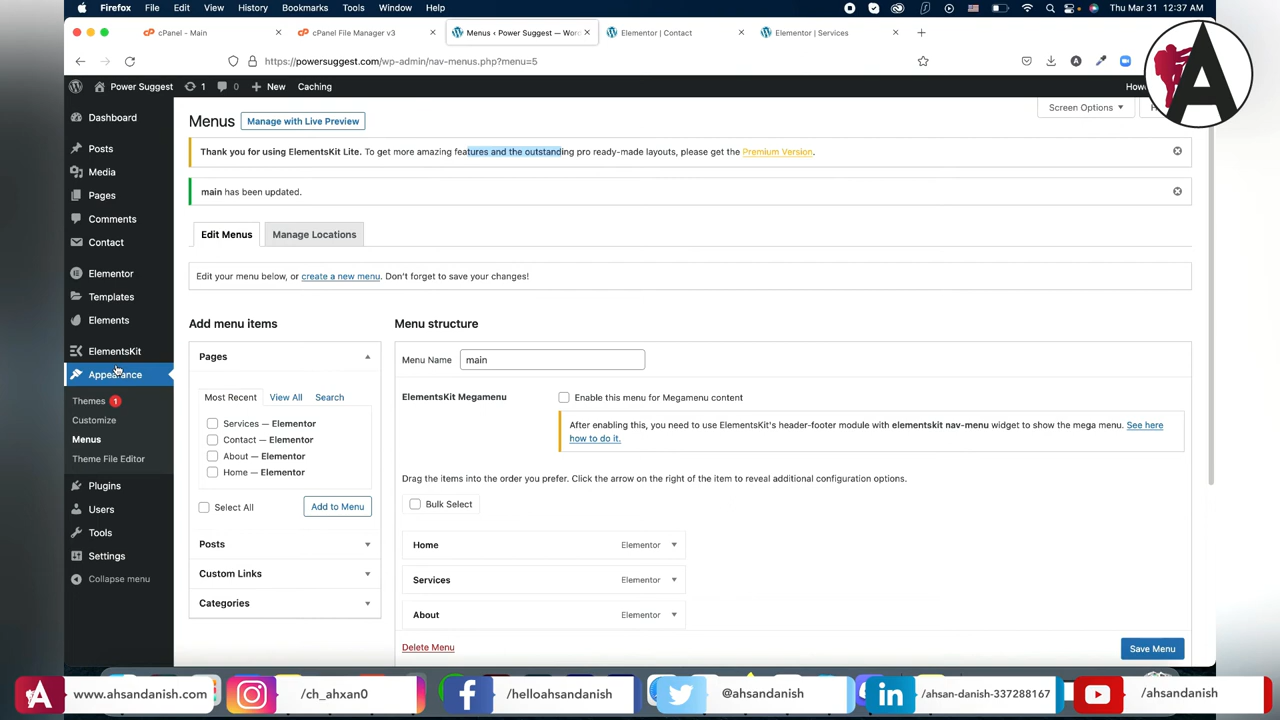 Firefox File Edit View History Bookmarks Tools Window Help Thu Mar 31 12:37 AM
cPanel - Main
cPanel File Manager v3
Menus ‹ Power Suggest — Wor
Elementor | Contact
Elementor | Services
https://powersuggest.com/wp-admin/nav-menus.php?menu=5
Power Suggest 1 0 New Caching How
Screen Options
Dashboard
Posts
Media
Pages
Comments
Contact
Elementor
Templates
Elements
ElementsKit
Appearance
Themes 1
Customize
Menus
Theme File Editor
Plugins
Users
Tools
Settings
Collapse menu
Menus Manage with Live Preview
Thank you for using ElementsKit Lite. To get more amazing features and the outstanding pro ready-made layouts, please get the Premium Version.
main has been updated.
Edit Menus Manage Locations
Edit your menu below, or create a new menu. Don't forget to save your changes!
Add menu items
Pages
Most Recent View All Search
Services — Elementor
Contact — Elementor
About — Elementor
Home — Elementor
Select All Add to Menu
Posts
Custom Links
Categories
Menu structure
Menu Name main
ElementsKit Megamenu Enable this menu for Megamenu content
After enabling this, you need to use ElementsKit's header-footer module with elementskit nav-menu widget to show the mega menu. See here
how to do it.
Drag the items into the order you prefer. Click the arrow on the right of the item to reveal additional configuration options.
Bulk Select
Home Elementor
Services Elementor
About Elementor
Delete Menu Save Menu
A www.ahsandanish.com /ch_ahxan0 /helloahsandanish @ahsandanish /ahsan-danish-337288167 /ahsandanish